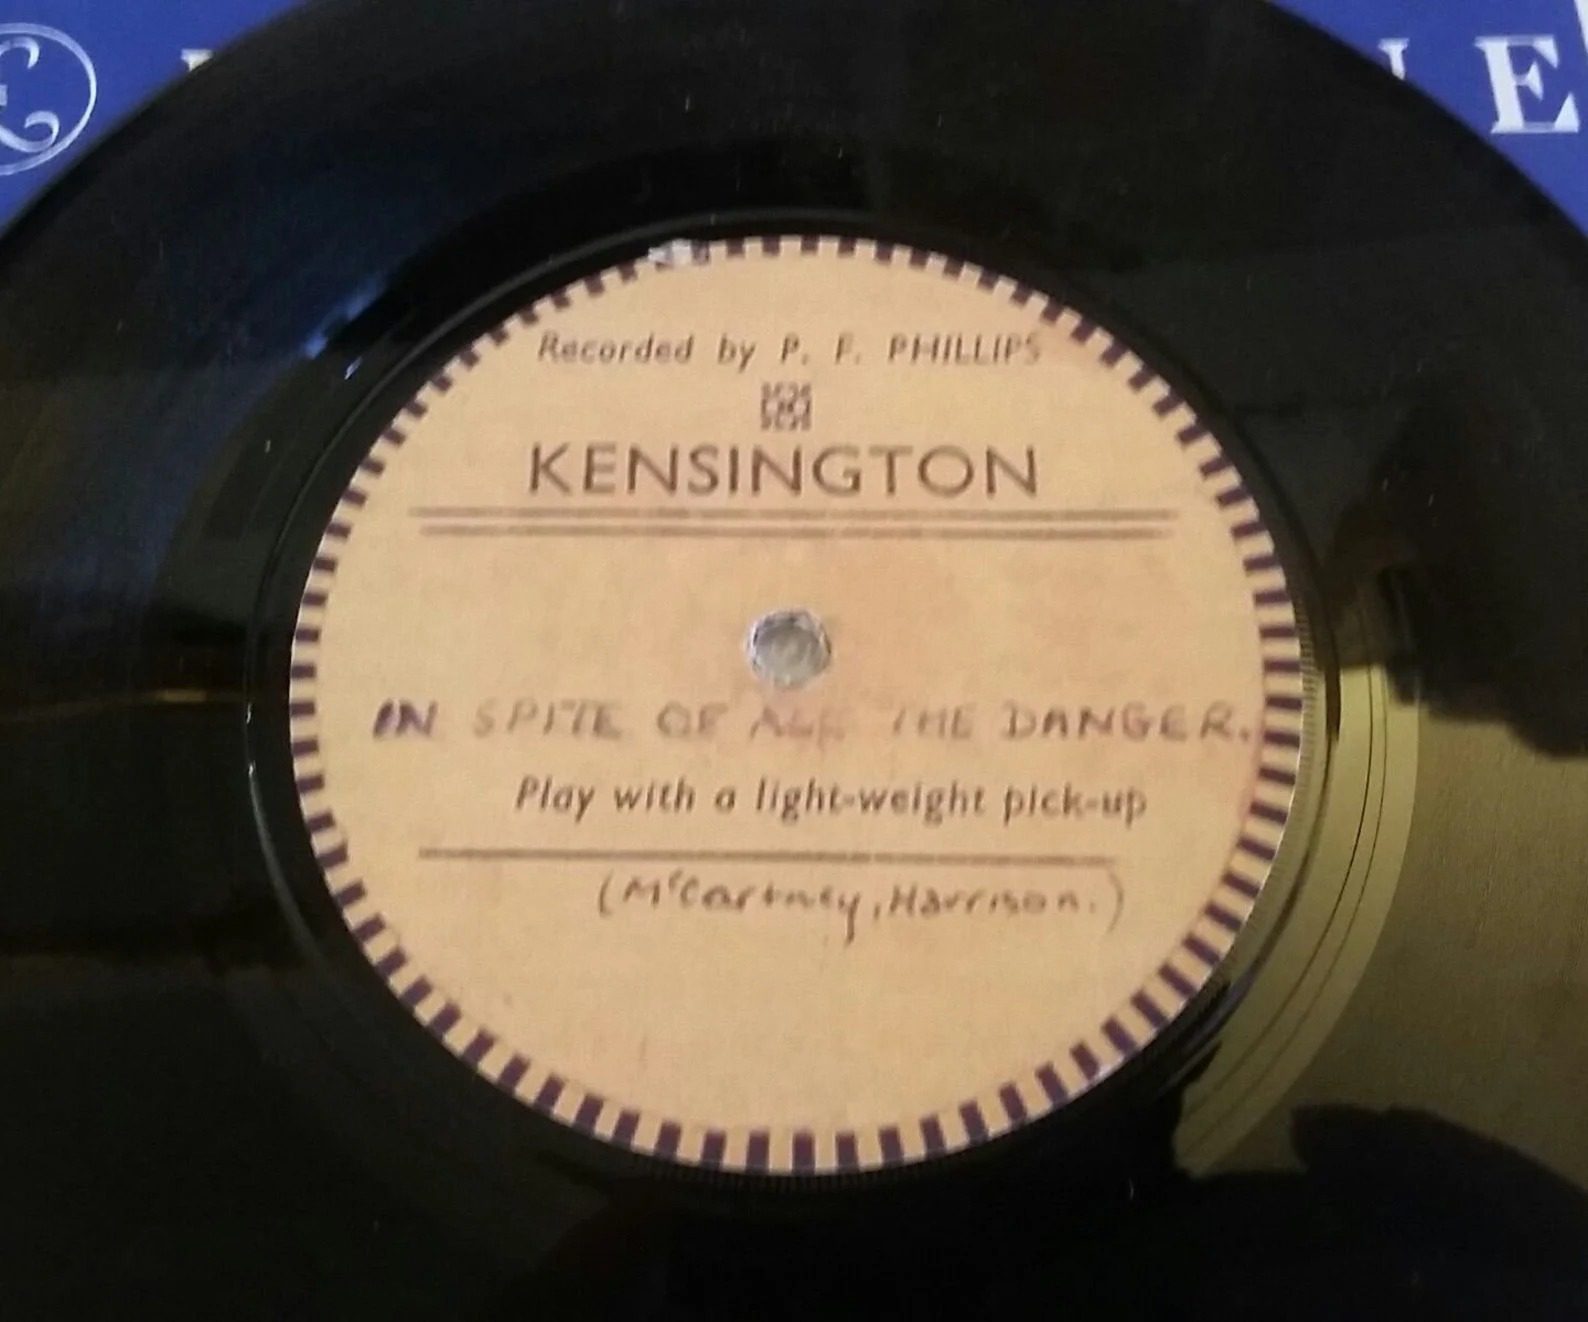 E
Recorded by P. F. PHILLIPS
KENSINGTON
IN SPITE OF ALL THE DANGER.
Play with a light-weight pick-up
(McCartney, Harrison.)